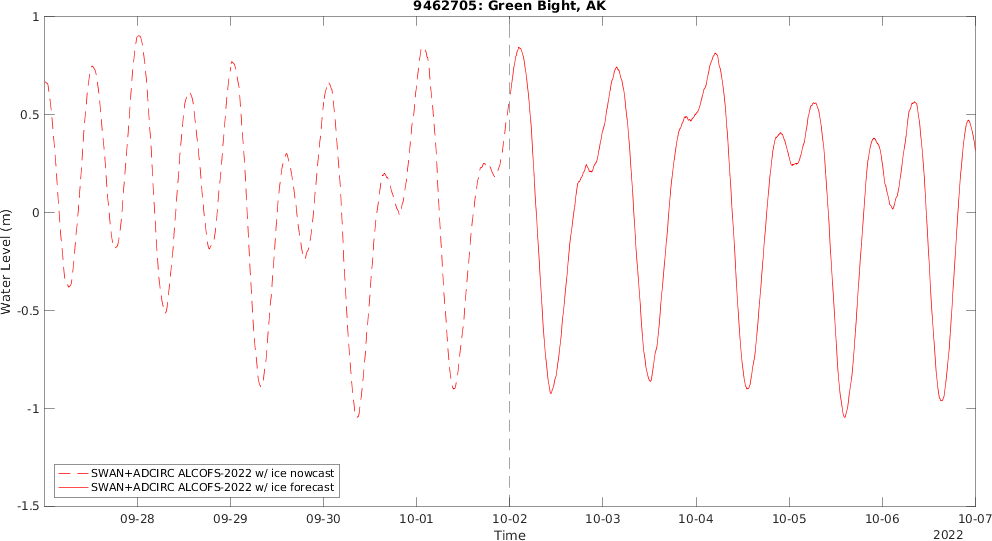 9462705: Green Bight, AK
1
0.5
0
-0.5
-1
-1.5
Water Level (m)
SWAN+ADCIRC ALCOFS-2022 w/ ice nowcast
SWAN+ADCIRC ALCOFS-2022 w/ ice forecast
09-28 09-29 09-30 10-01 10-02 10-03 10-04 10-05 10-06 10-07
Time
2022